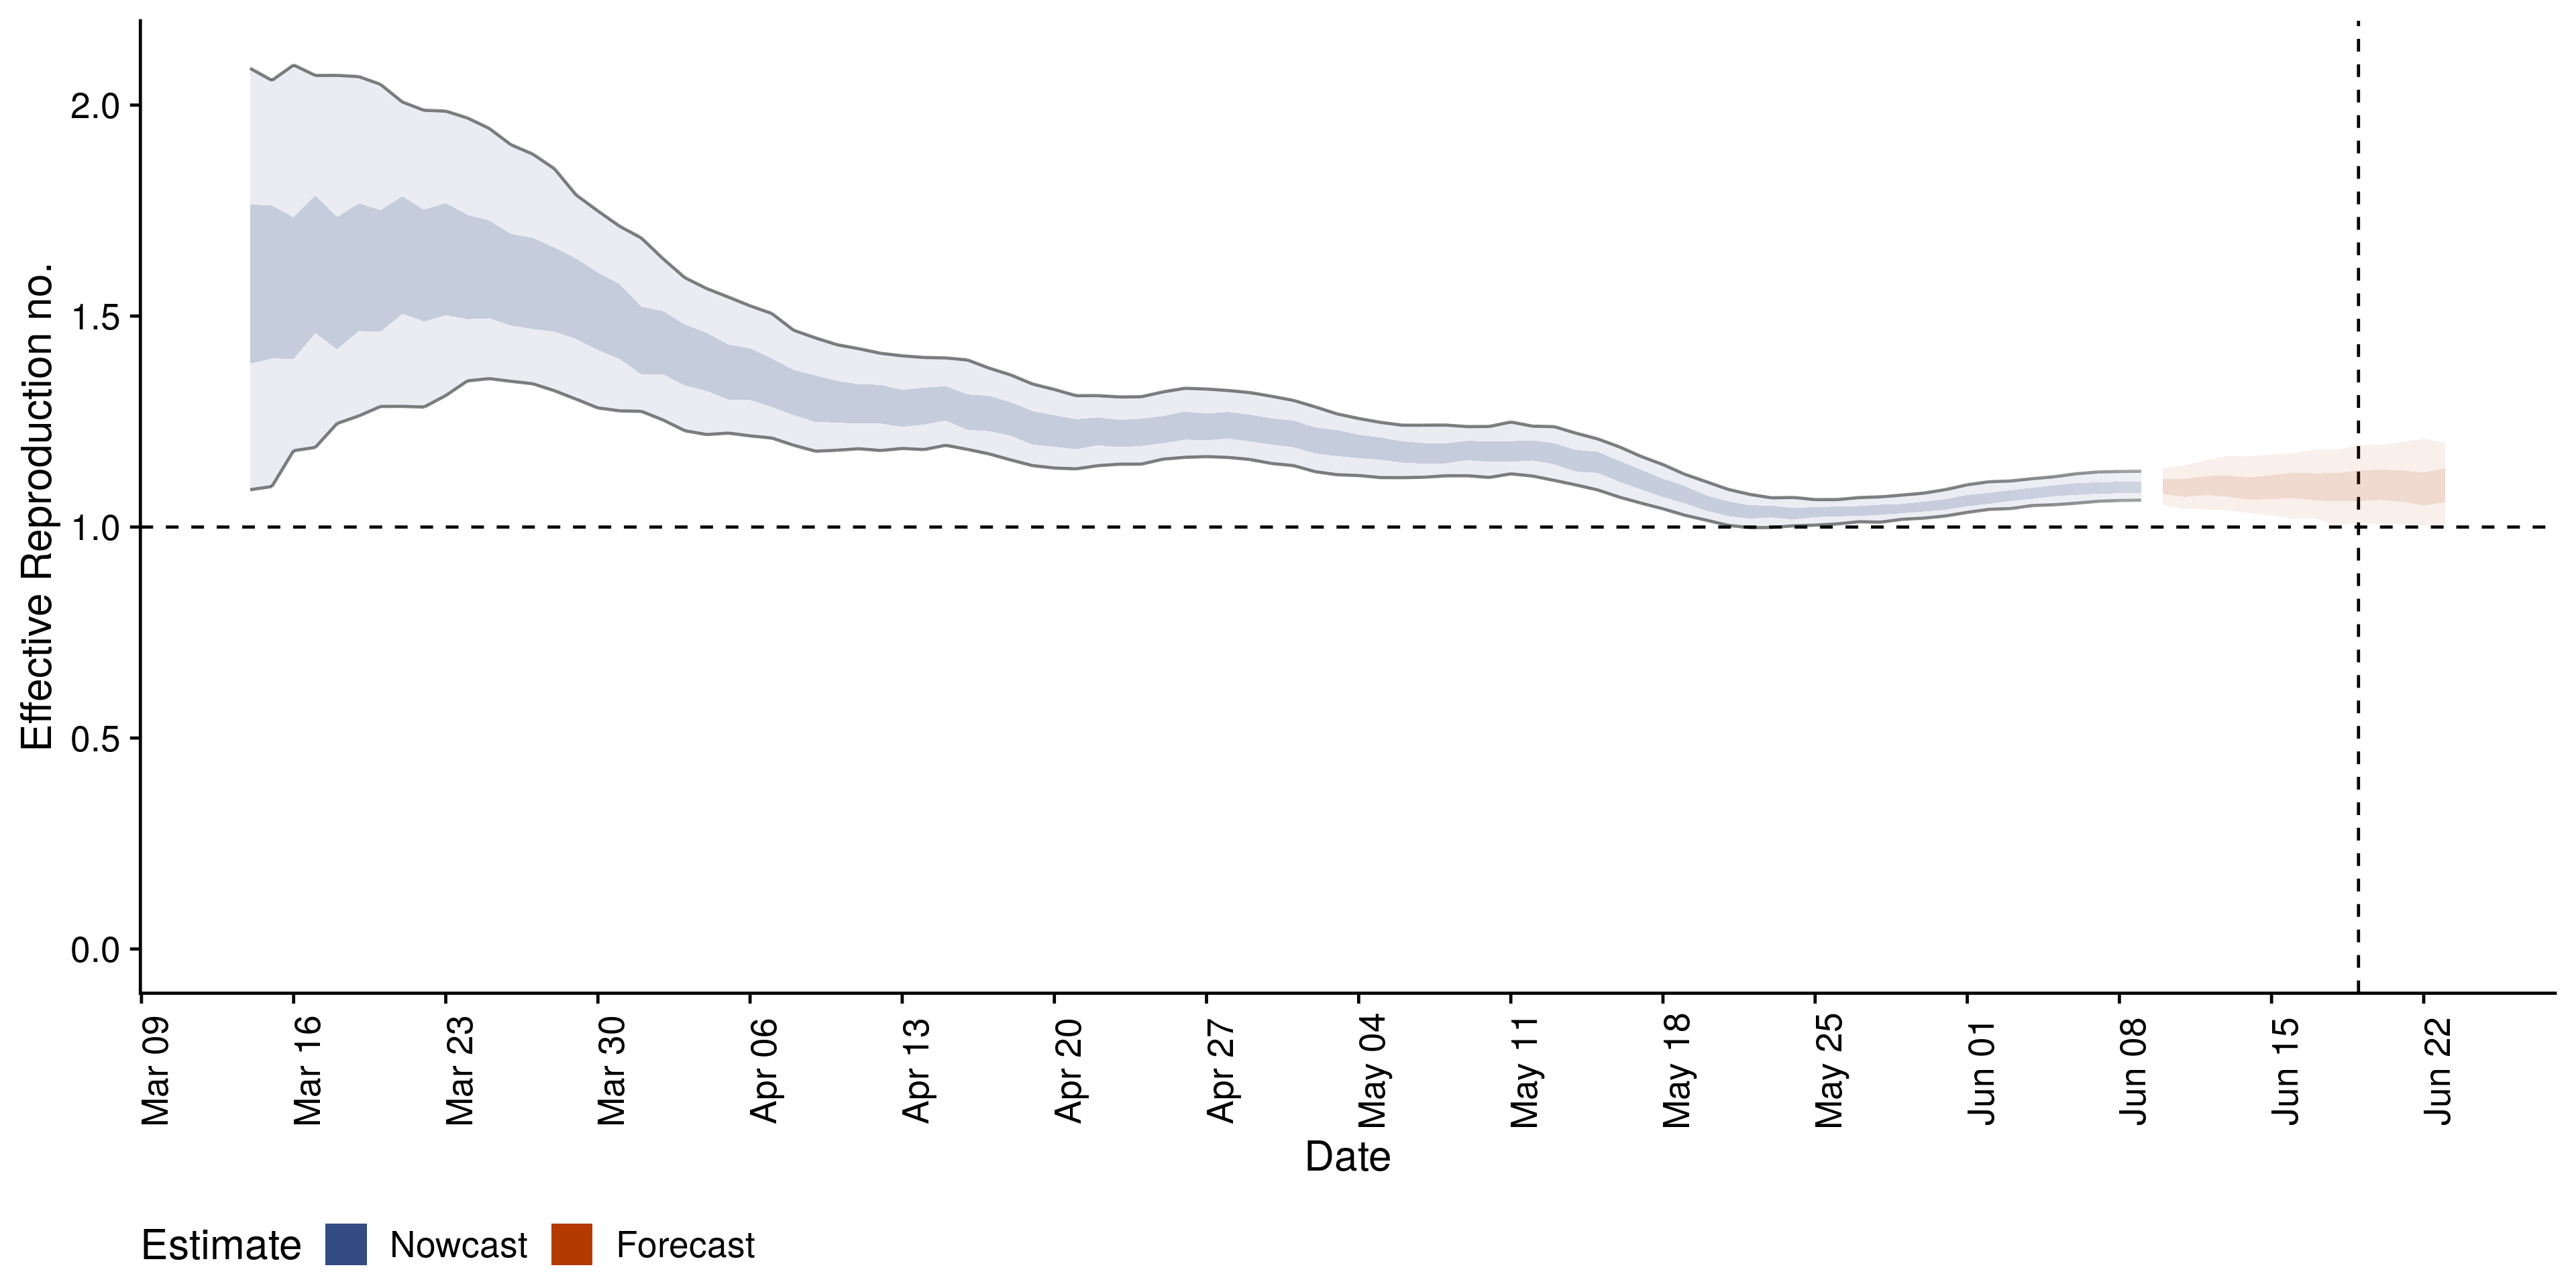 Effective Reproduction no.
2.0
1.5
1.0
0.5
0.0
Mar 09
Mar 16
Mar 23
Mar 30
Apr 06
Apr 13
Apr 20
Apr 27
May 04
May 11
May 18
May 25
Jun 01
Jun 08
Jun 15
Jun 22
Date
Estimate Nowcast Forecast